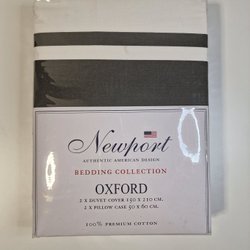 Newport
AUTHENTIC AMERICAN DESIGN
BEDDING COLLECTION
OXFORD
2 x DUVET COVER 150 x 210 CM.
2 x PILLOW CASE 50 x 60 CM.
100% PREMIUM COTTON